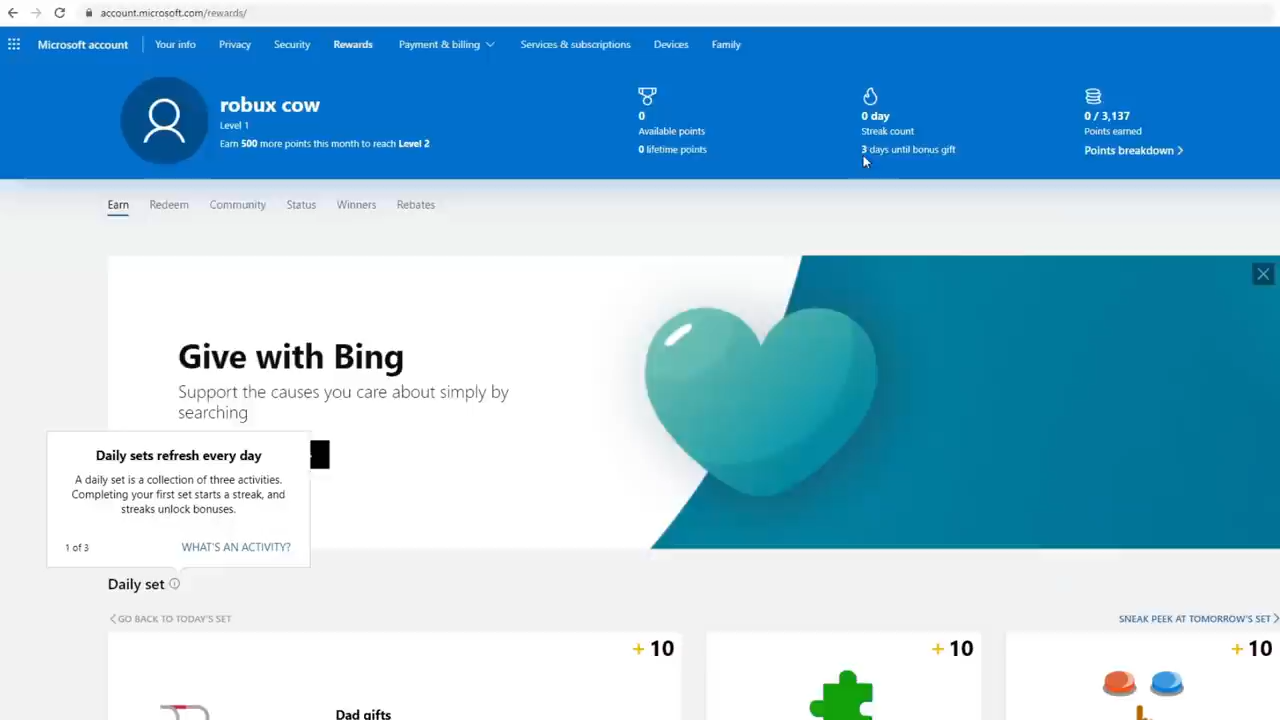 account.microsoft.com/rewards/
Microsoft account
Your info
Privacy
Security
Rewards
Payment & billing
Services & subscriptions
Devices
Family
robux cow
Level 1
Earn 500 more points this month to reach Level 2
0
Available points
0 lifetime points
0 day
Streak count
3 days until bonus gift
0 / 3,137
Points earned
Points breakdown
Earn
Redeem
Community
Status
Winners
Rebates
Give with Bing
Support the causes you care about simply by
searching
Daily sets refresh every day
A daily set is a collection of three activities.
Completing your first set starts a streak, and
streaks unlock bonuses.
1 of 3
WHAT'S AN ACTIVITY?
Daily set
GO BACK TO TODAY'S SET
SNEAK PEEK AT TOMORROW'S SET
+ 10
+ 10
+ 10
Dad gifts